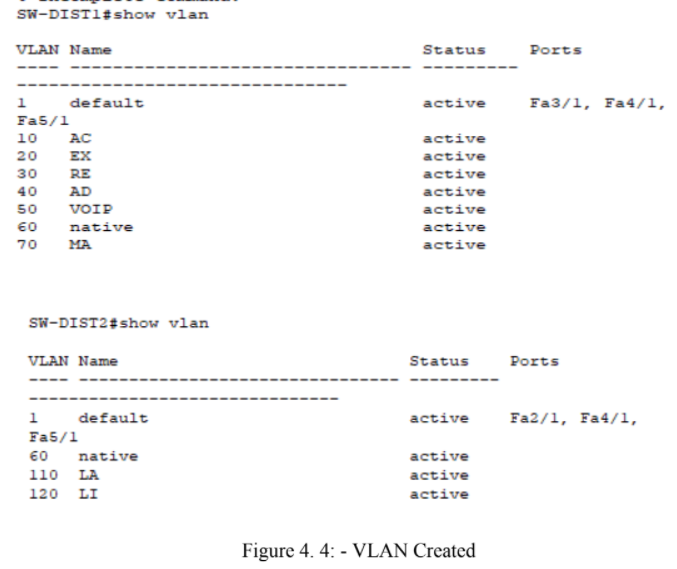 SW-DIST1#show vlan
VLAN Name Status Ports
---- -------------------------------- ---------
-------------------------------
1 default active Fa3/1, Fa4/1,
Fa5/1
10 AC active
20 EX active
30 RE active
40 AD active
50 VOIP active
60 native active
70 MA active
SW-DIST2#show vlan
VLAN Name Status Ports
---- -------------------------------- ---------
-------------------------------
1 default active Fa2/1, Fa4/1,
Fa5/1
60 native active
110 LA active
120 LI active
Figure 4. 4: - VLAN Created